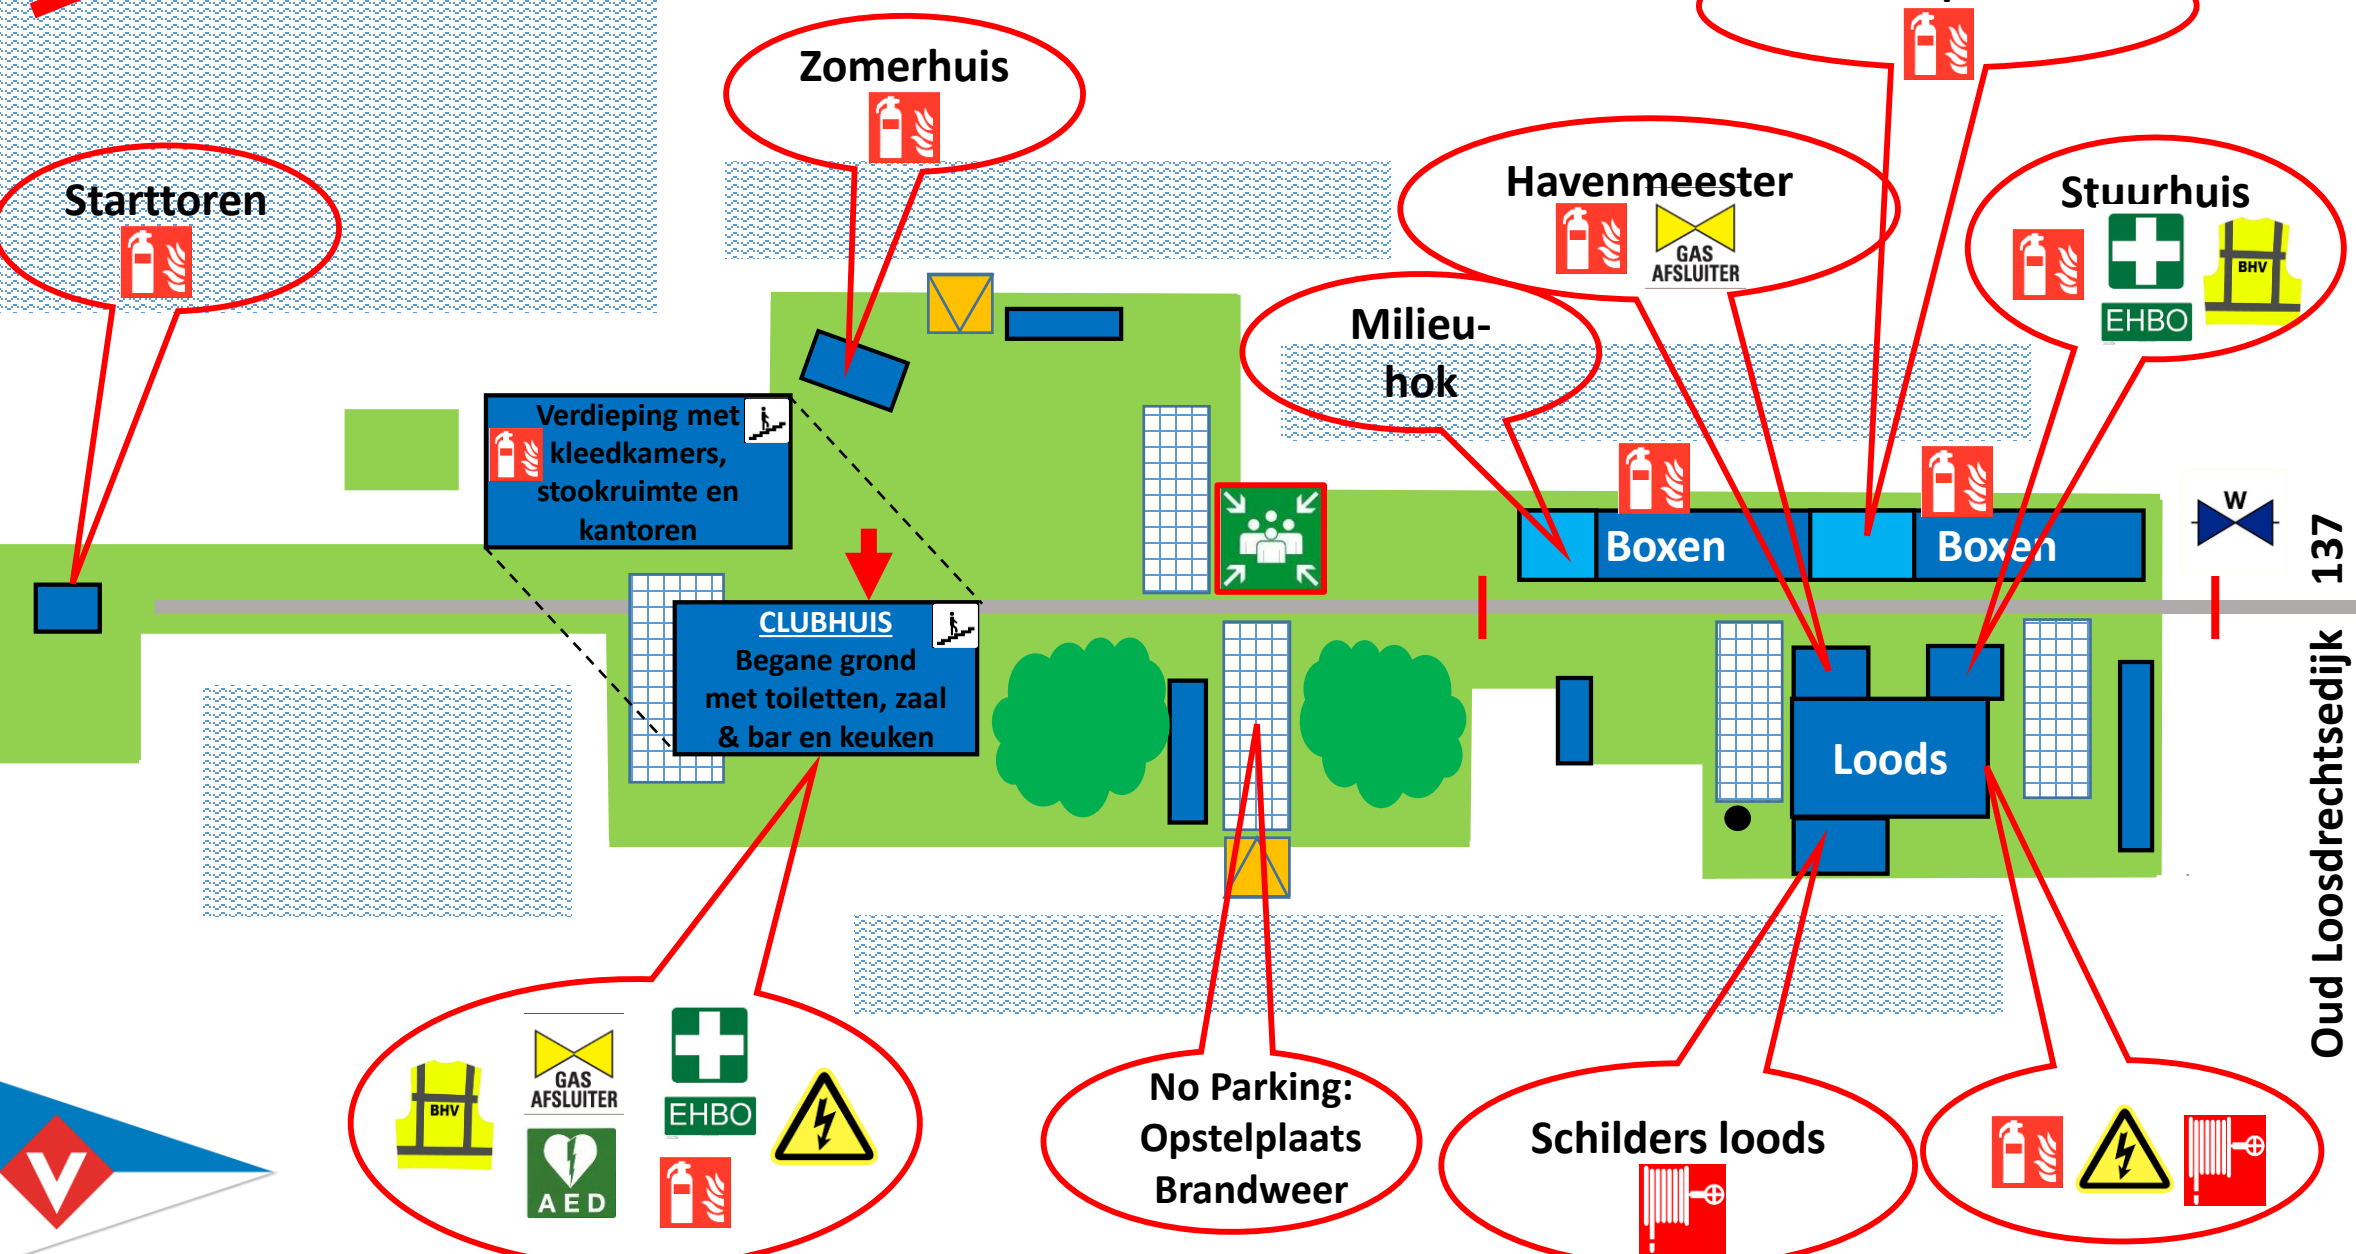 Zomerhuis
Starttoren
Havenmeester
GAS
AFSLUITER
Stuurhuis
BHV
EHBO
Milieu-
hok
Verdieping met
kleedkamers,
stookruimte en
kantoren
Boxen
Boxen
W
CLUBHUIS
Begane grond
met toiletten, zaal
& bar en keuken
Loods
Oud Loosdrechtsedijk 137
BHV
GAS
AFSLUITER
EHBO
AED
No Parking:
Opstelplaats
Brandweer
Schilders loods
V